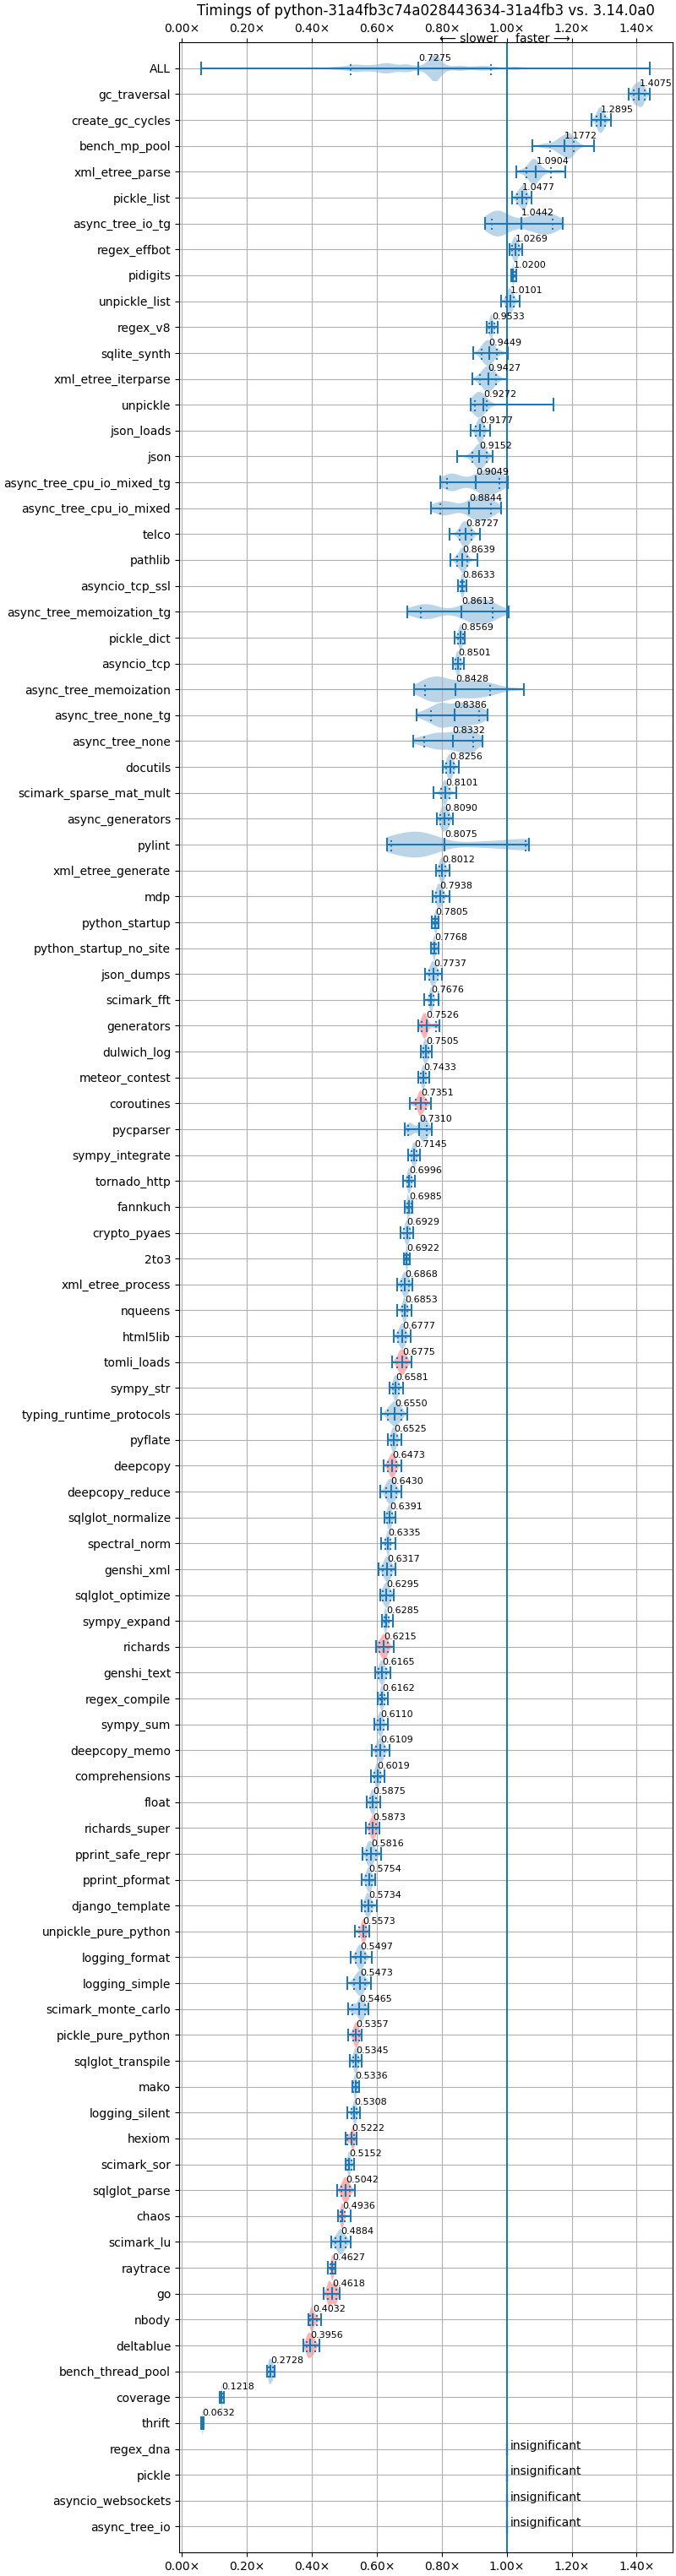 Timings of python-31a4fb3c74a028443634-31a4fb3 vs. 3.14.0a0
0.00× 0.20× 0.40× 0.60× 0.80× 1.00× 1.20× 1.40×
⟵ slower faster ⟶
ALL 0.7275
gc_traversal 1.4075
create_gc_cycles 1.2895
bench_mp_pool 1.1772
xml_etree_parse 1.0904
pickle_list 1.0477
async_tree_io_tg 1.0442
regex_effbot 1.0269
pidigits 1.0200
unpickle_list 1.0101
regex_v8 0.9533
sqlite_synth 0.9449
xml_etree_iterparse 0.9427
unpickle 0.9272
json_loads 0.9177
json 0.9152
async_tree_cpu_io_mixed_tg 0.9049
async_tree_cpu_io_mixed 0.8844
telco 0.8727
pathlib 0.8639
asyncio_tcp_ssl 0.8633
async_tree_memoization_tg 0.8613
pickle_dict 0.8569
asyncio_tcp 0.8501
async_tree_memoization 0.8428
async_tree_none_tg 0.8386
async_tree_none 0.8332
docutils 0.8256
scimark_sparse_mat_mult 0.8101
async_generators 0.8090
pylint 0.8075
xml_etree_generate 0.8012
mdp 0.7938
python_startup 0.7805
python_startup_no_site 0.7768
json_dumps 0.7737
scimark_fft 0.7676
generators 0.7526
dulwich_log 0.7505
meteor_contest 0.7433
coroutines 0.7351
pycparser 0.7310
sympy_integrate 0.7145
tornado_http 0.6996
fannkuch 0.6985
crypto_pyaes 0.6929
2to3 0.6922
xml_etree_process 0.6868
nqueens 0.6853
html5lib 0.6777
tomli_loads 0.6775
sympy_str 0.6581
typing_runtime_protocols 0.6550
pyflate 0.6525
deepcopy 0.6473
deepcopy_reduce 0.6430
sqlglot_normalize 0.6391
spectral_norm 0.6335
genshi_xml 0.6317
sqlglot_optimize 0.6295
sympy_expand 0.6285
richards 0.6215
genshi_text 0.6165
regex_compile 0.6162
sympy_sum 0.6110
deepcopy_memo 0.6109
comprehensions 0.6019
float 0.5875
richards_super 0.5873
pprint_safe_repr 0.5816
pprint_pformat 0.5754
django_template 0.5734
unpickle_pure_python 0.5573
logging_format 0.5497
logging_simple 0.5473
scimark_monte_carlo 0.5465
pickle_pure_python 0.5357
sqlglot_transpile 0.5345
mako 0.5336
logging_silent 0.5308
hexiom 0.5222
scimark_sor 0.5152
sqlglot_parse 0.5042
chaos 0.4936
scimark_lu 0.4884
raytrace 0.4627
go 0.4618
nbody 0.4032
deltablue 0.3956
bench_thread_pool 0.2728
coverage 0.1218
thrift 0.0632
regex_dna insignificant
pickle insignificant
asyncio_websockets insignificant
async_tree_io insignificant
0.00× 0.20× 0.40× 0.60× 0.80× 1.00× 1.20× 1.40×